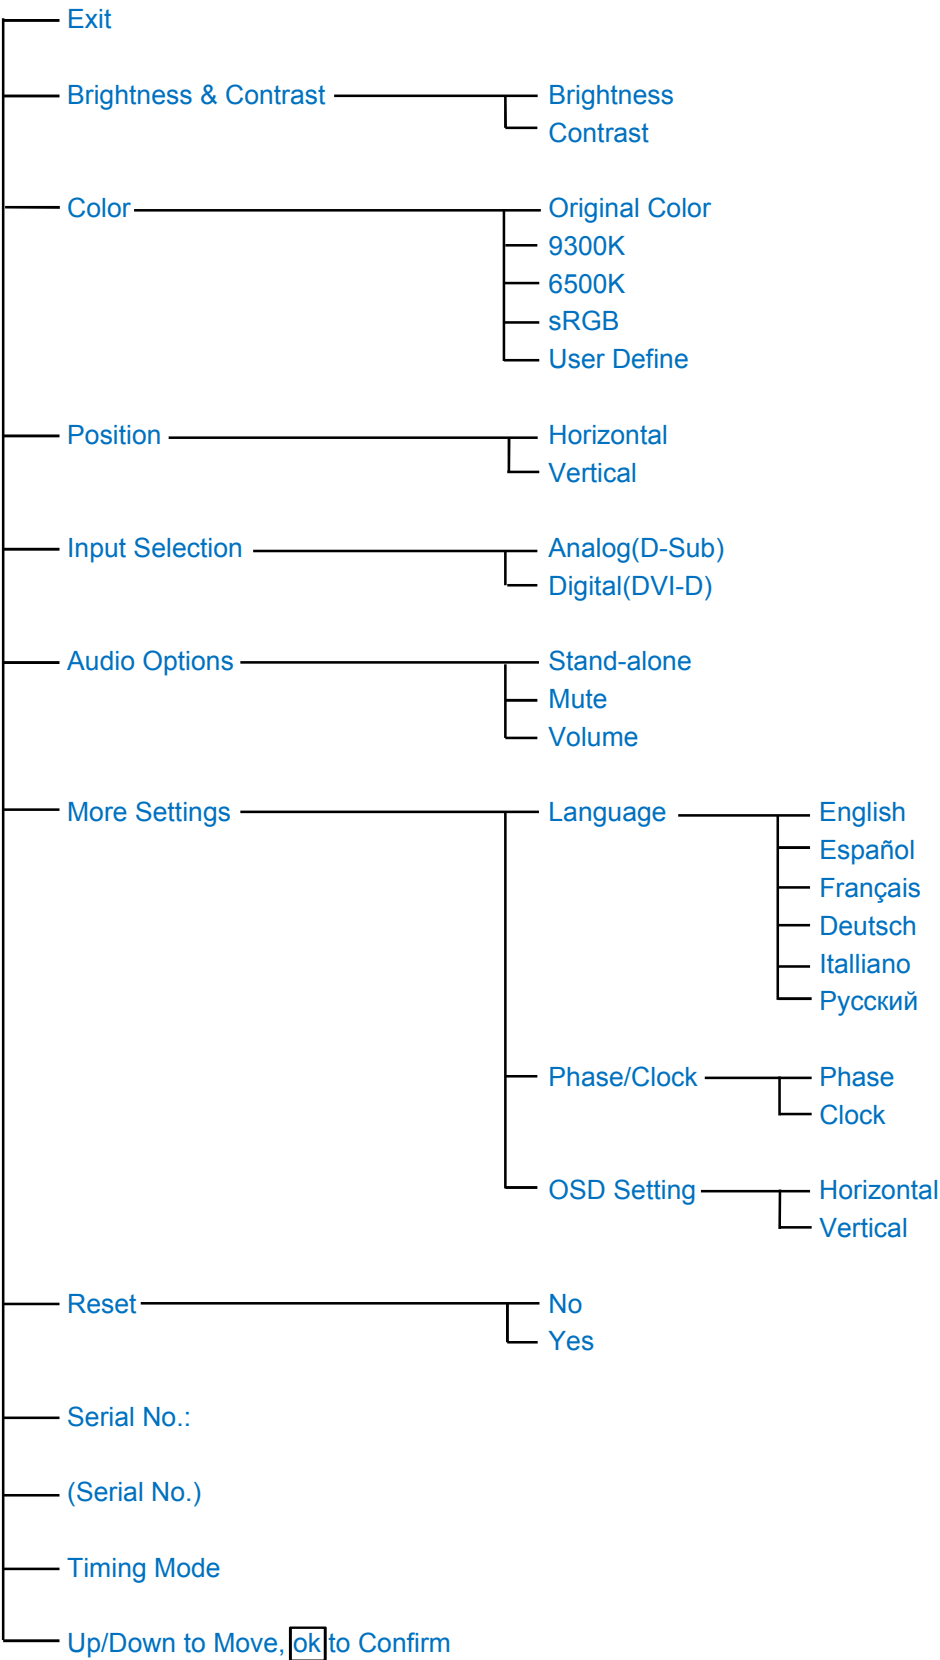 Exit
Brightness & Contrast Brightness
Contrast
Color Original Color
9300K
6500K
sRGB
User Define
Position Horizontal
Vertical
Input Selection Analog(D-Sub)
Digital(DVI-D)
Audio Options Stand-alone
Mute
Volume
More Settings Language English
Español
Français
Deutsch
Italliano
Русский
Phase/Clock Phase
Clock
OSD Setting Horizontal
Vertical
Reset No
Yes
Serial No.:
(Serial No.)
Timing Mode
Up/Down to Move, ok to Confirm